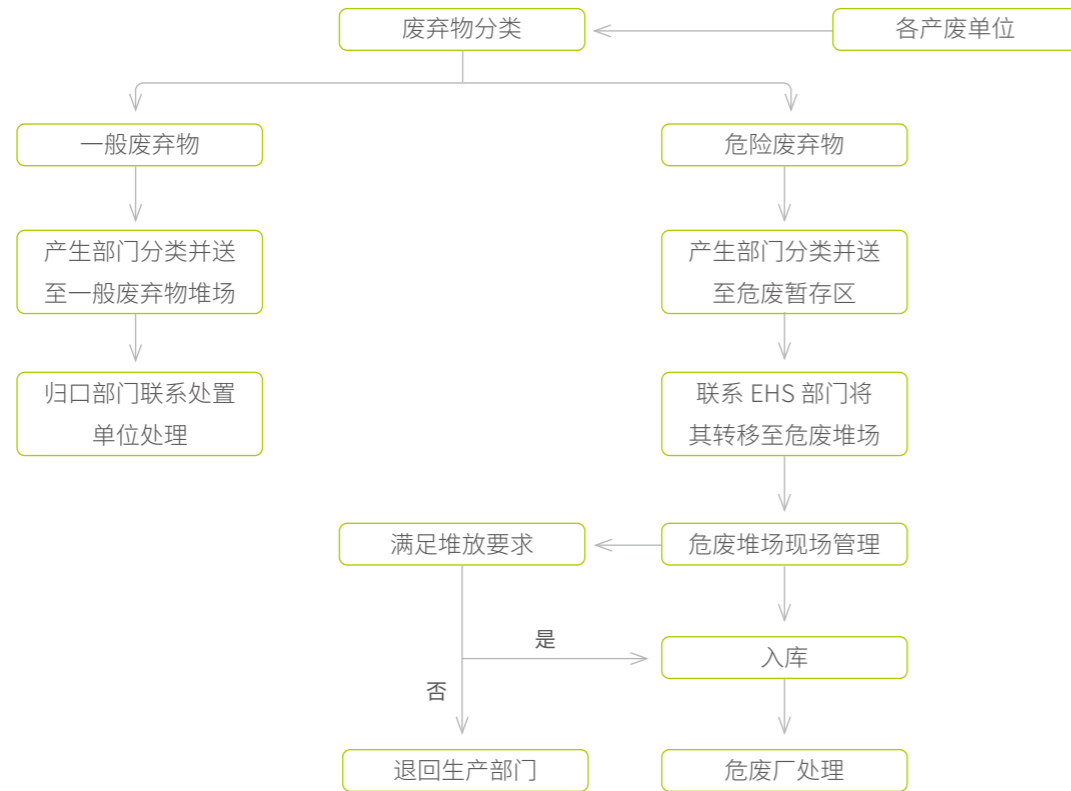 废弃物分类
各产废单位
一般废弃物
危险废弃物
产生部门分类并送
至一般废弃物堆场
产生部门分类并送
至危废暂存区
归口部门联系处置
单位处理
联系 EHS 部门将
其转移至危废堆场
满足堆放要求
危废堆场现场管理
是
入库
否
退回生产部门
危废厂处理